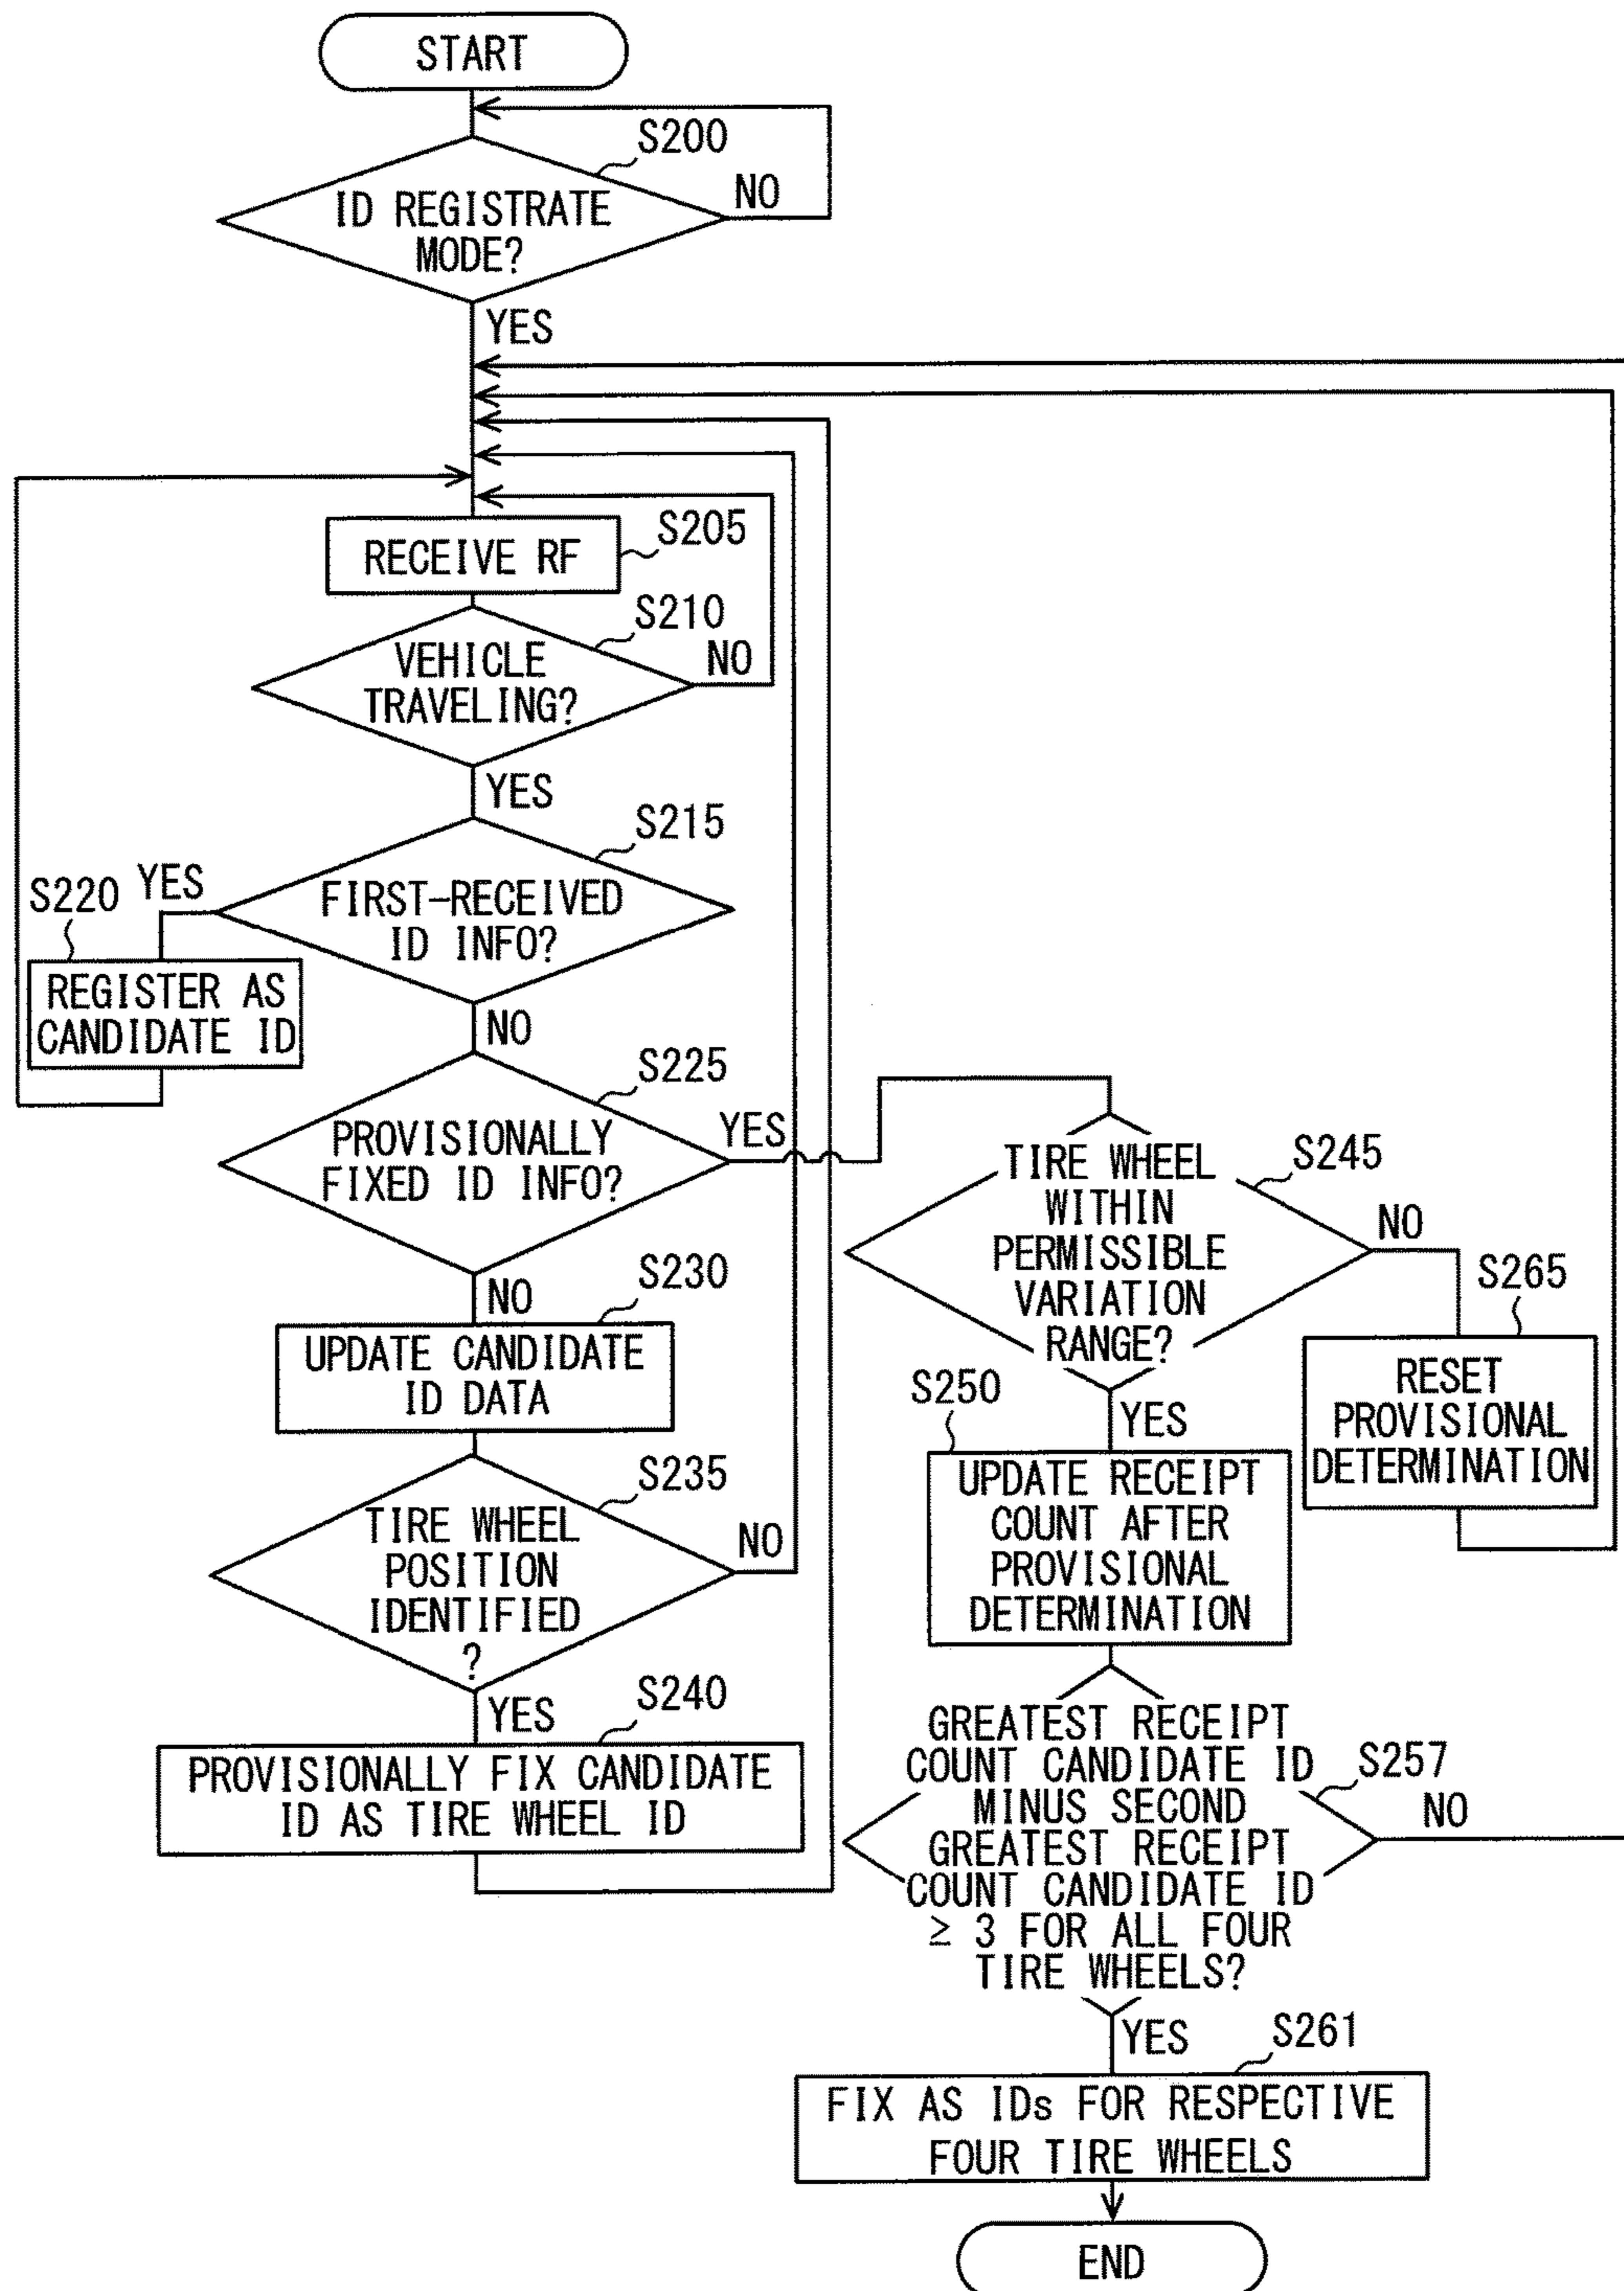 START
S200
ID REGISTRATE
MODE?
NO
YES
RECEIVE RF
S205
S210
VEHICLE
TRAVELING?
NO
YES
S215
FIRST-RECEIVED
ID INFO?
YES
S220
REGISTER AS
CANDIDATE ID
NO
S225
PROVISIONALLY
FIXED ID INFO?
YES
NO
S230
UPDATE CANDIDATE
ID DATA
S235
TIRE WHEEL
POSITION
IDENTIFIED
?
NO
YES
S240
PROVISIONALLY FIX CANDIDATE
ID AS TIRE WHEEL ID
TIRE WHEEL
WITHIN
PERMISSIBLE
VARIATION
RANGE?
S245
NO
S265
RESET
PROVISIONAL
DETERMINATION
YES
S250
UPDATE RECEIPT
COUNT AFTER
PROVISIONAL
DETERMINATION
GREATEST RECEIPT
COUNT CANDIDATE ID
MINUS SECOND
GREATEST RECEIPT
COUNT CANDIDATE ID
≥ 3 FOR ALL FOUR
TIRE WHEELS?
S257
NO
YES
S261
FIX AS IDs FOR RESPECTIVE
FOUR TIRE WHEELS
END